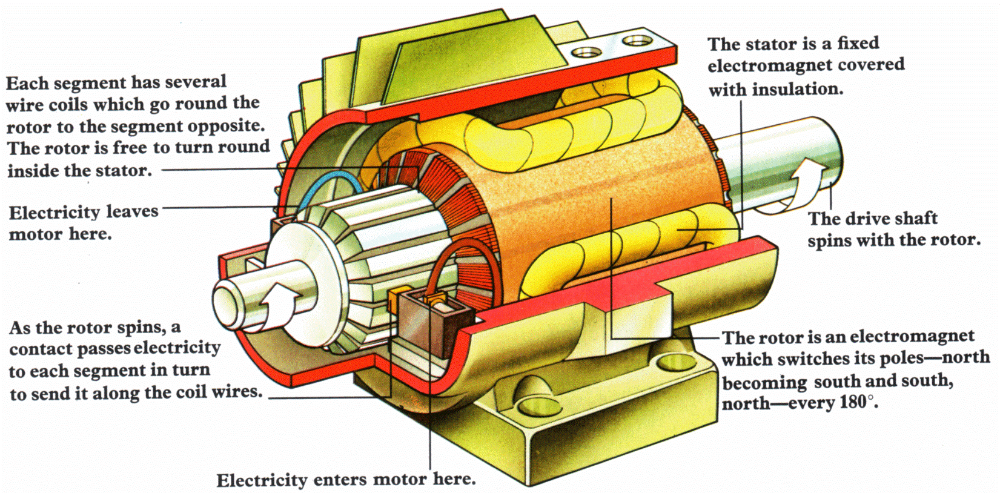 Each segment has several
wire coils which go round the
rotor to the segment opposite.
The rotor is free to turn round
inside the stator.
Electricity leaves
motor here.
As the rotor spins, a
contact passes electricity
to each segment in turn
to send it along the coil wires.
Electricity enters motor here.
The stator is a fixed
electromagnet covered
with insulation.
The drive shaft
spins with the rotor.
The rotor is an electromagnet
which switches its poles—north
becoming south and south,
north—every 180°.